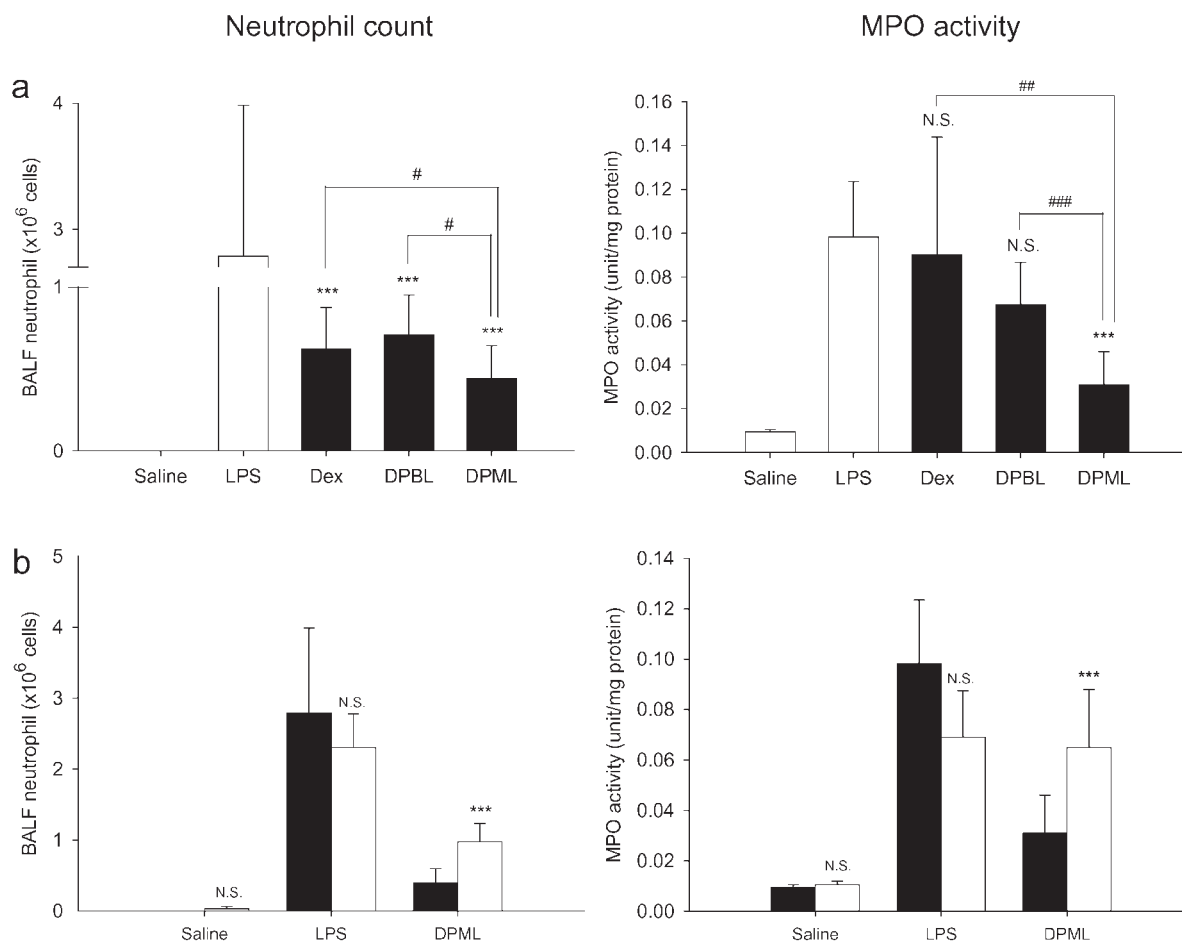 Neutrophil count
MPO activity
a
BALF neutrophil (x10⁶ cells)
4
3
1
0
#
#
***
***
***
Saline LPS Dex DPBL DPML
MPO activity (unit/mg protein)
0.16
0.14
0.12
0.10
0.08
0.06
0.04
0.02
0.00
##
N.S.
###
N.S.
***
Saline LPS Dex DPBL DPML
b
BALF neutrophil (x10⁶ cells)
5
4
3
2
1
0
N.S.
N.S.
***
Saline LPS DPML
MPO activity (unit/mg protein)
0.14
0.12
0.10
0.08
0.06
0.04
0.02
0.00
N.S.
N.S.
***
Saline LPS DPML